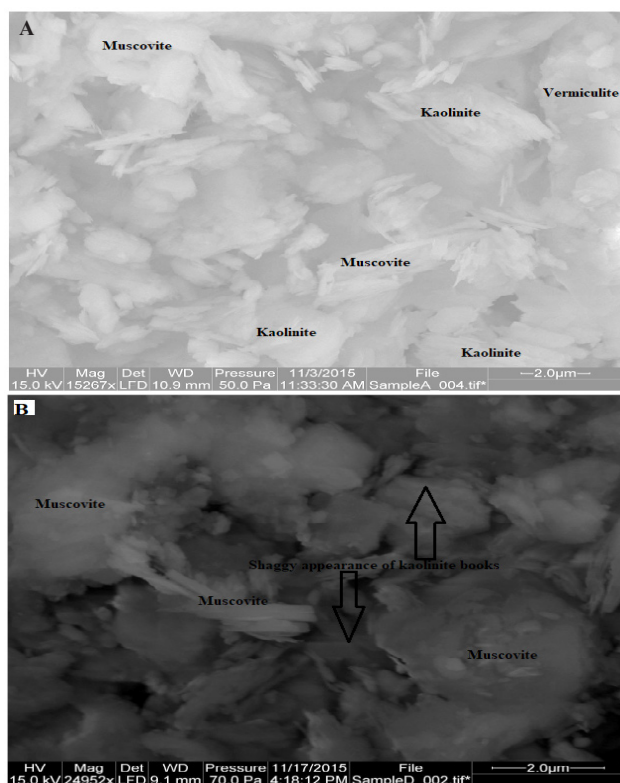 A
Muscovite
Vermiculite
Kaolinite
Muscovite
Kaolinite
Kaolinite
HV Mag Det WD Pressure 11/3/2015 File —2.0µm—
15.0 kV 15267x LFD 10.9 mm 50.0 Pa 11:33:30 AM SampleA_004.tif*
B
Muscovite
Shaggy appearance of kaolinite books
Muscovite
Muscovite
HV Mag Det WD Pressure 11/17/2015 File —2.0µm—
15.0 kV 24952x LFD 9.1 mm 70.0 Pa 4:18:12 PM SampleD_002.tif*